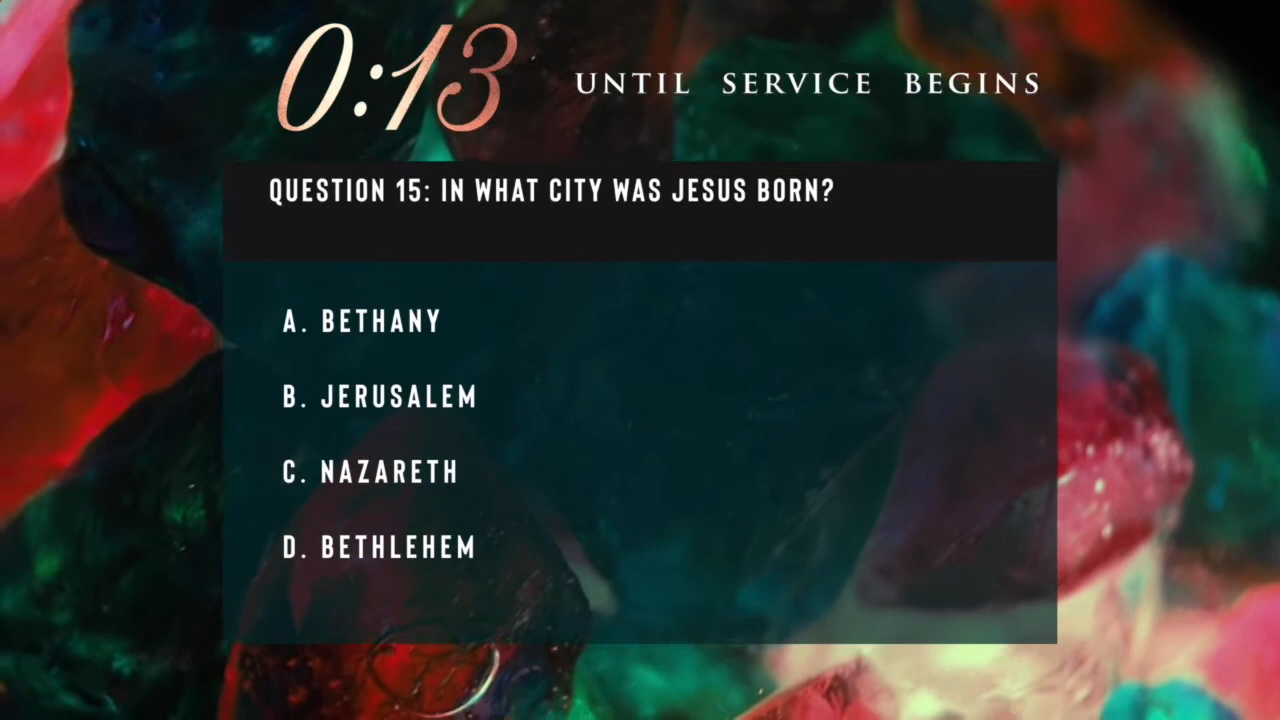 0:13 UNTIL SERVICE BEGINS
QUESTION 15: IN WHAT CITY WAS JESUS BORN?
A. BETHANY
B. JERUSALEM
C. NAZARETH
D. BETHLEHEM